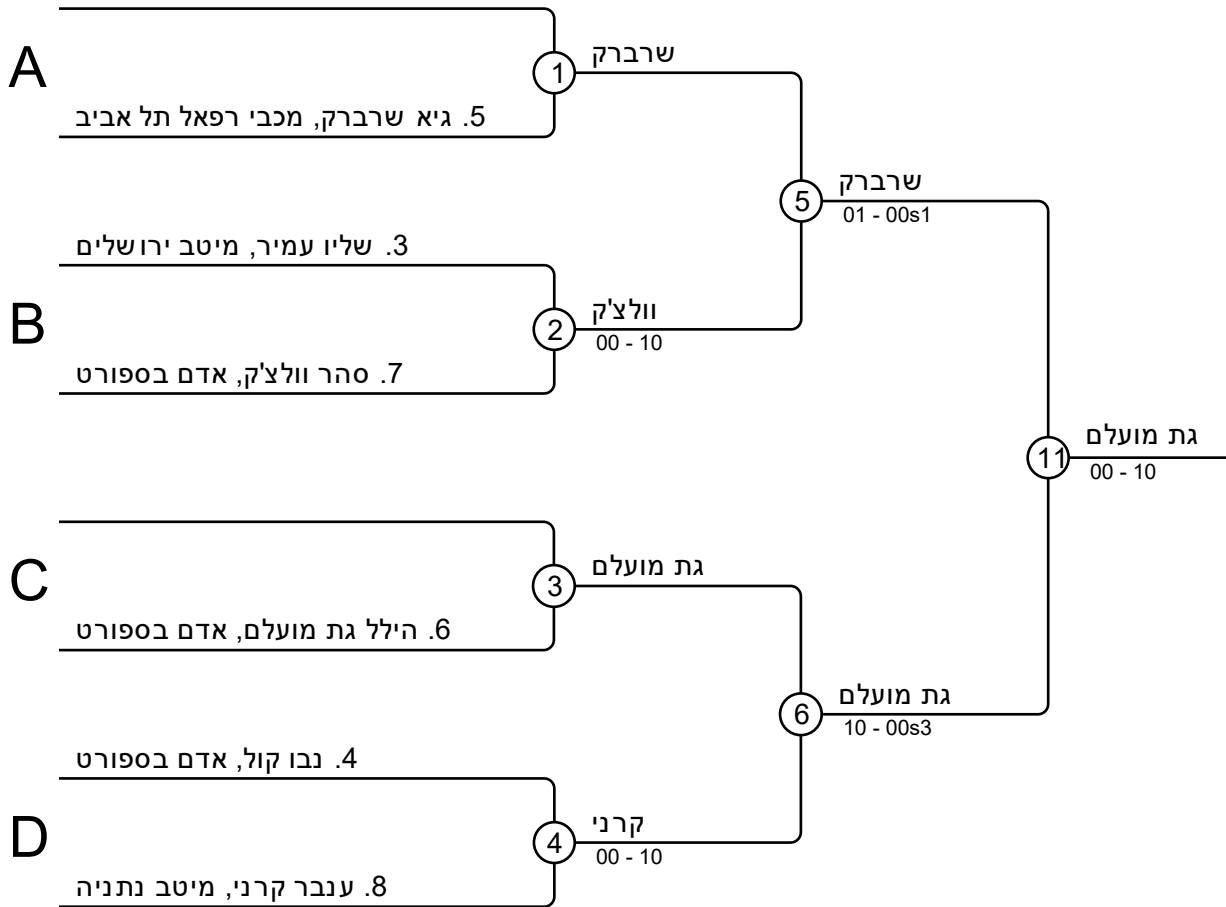 A
1
שרברק
5. גיא שרברק, מכבי רפאל תל אביב
5
שרברק
01 - 00s1
3. שליו עמיר, מיטב ירושלים
B
2
וולצ'ק
00 - 10
7. סהר וולצ'ק, אדם בספורט
11
גת מועלם
00 - 10
C
3
גת מועלם
6. הילל גת מועלם, אדם בספורט
6
גת מועלם
10 - 00s3
4. נבו קול, אדם בספורט
D
4
קרני
00 - 10
8. ענבר קרני, מיטב נתניה